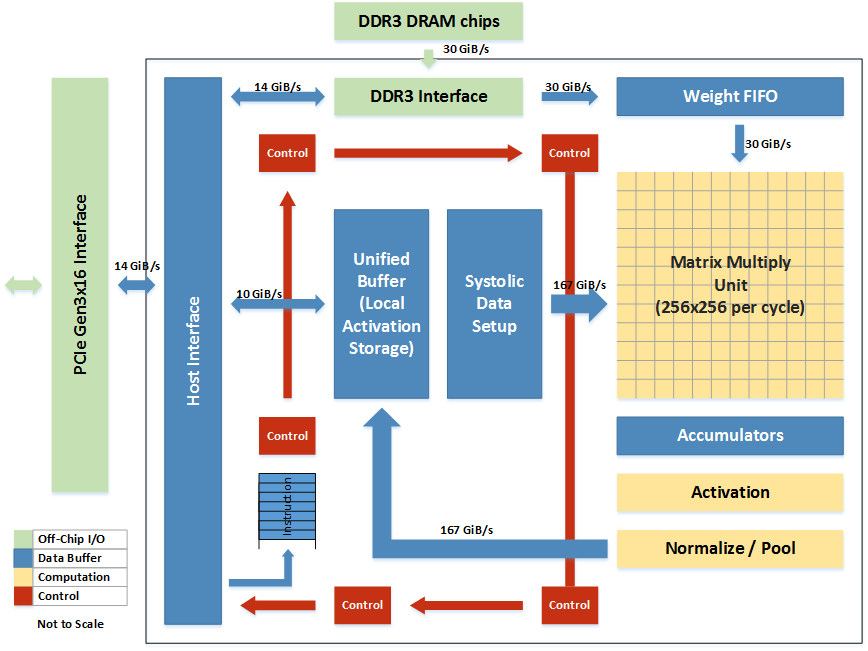 DDR3 DRAM chips
30 GiB/s
14 GiB/s
DDR3 Interface
30 GiB/s
Weight FIFO
Control
Control
30 GiB/s
PCIe Gen3x16 Interface
14 GiB/s
Host Interface
10 GiB/s
Unified
Buffer
(Local
Activation
Storage)
Systolic
Data
Setup
167 GiB/s
Matrix Multiply
Unit
(256x256 per cycle)
Control
Accumulators
Instruction
Activation
167 GiB/s
Normalize / Pool
Off-Chip I/O
Data Buffer
Computation
Control
Not to Scale
Control
Control